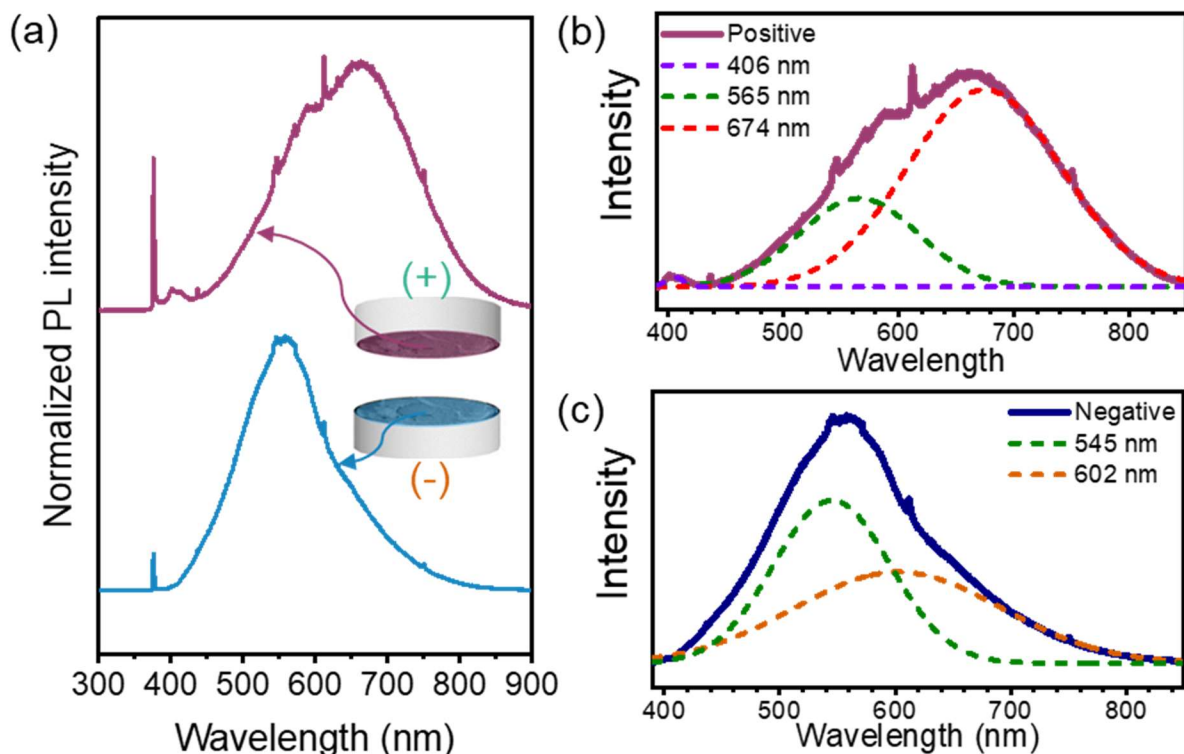 (a)
Normalized PL intensity
(+)
(-)
300 400 500 600 700 800 900
Wavelength (nm)
(b)
Intensity
Positive
406 nm
565 nm
674 nm
400 500 600 700 800
Wavelength
(c)
Intensity
Negative
545 nm
602 nm
400 500 600 700 800
Wavelength (nm)